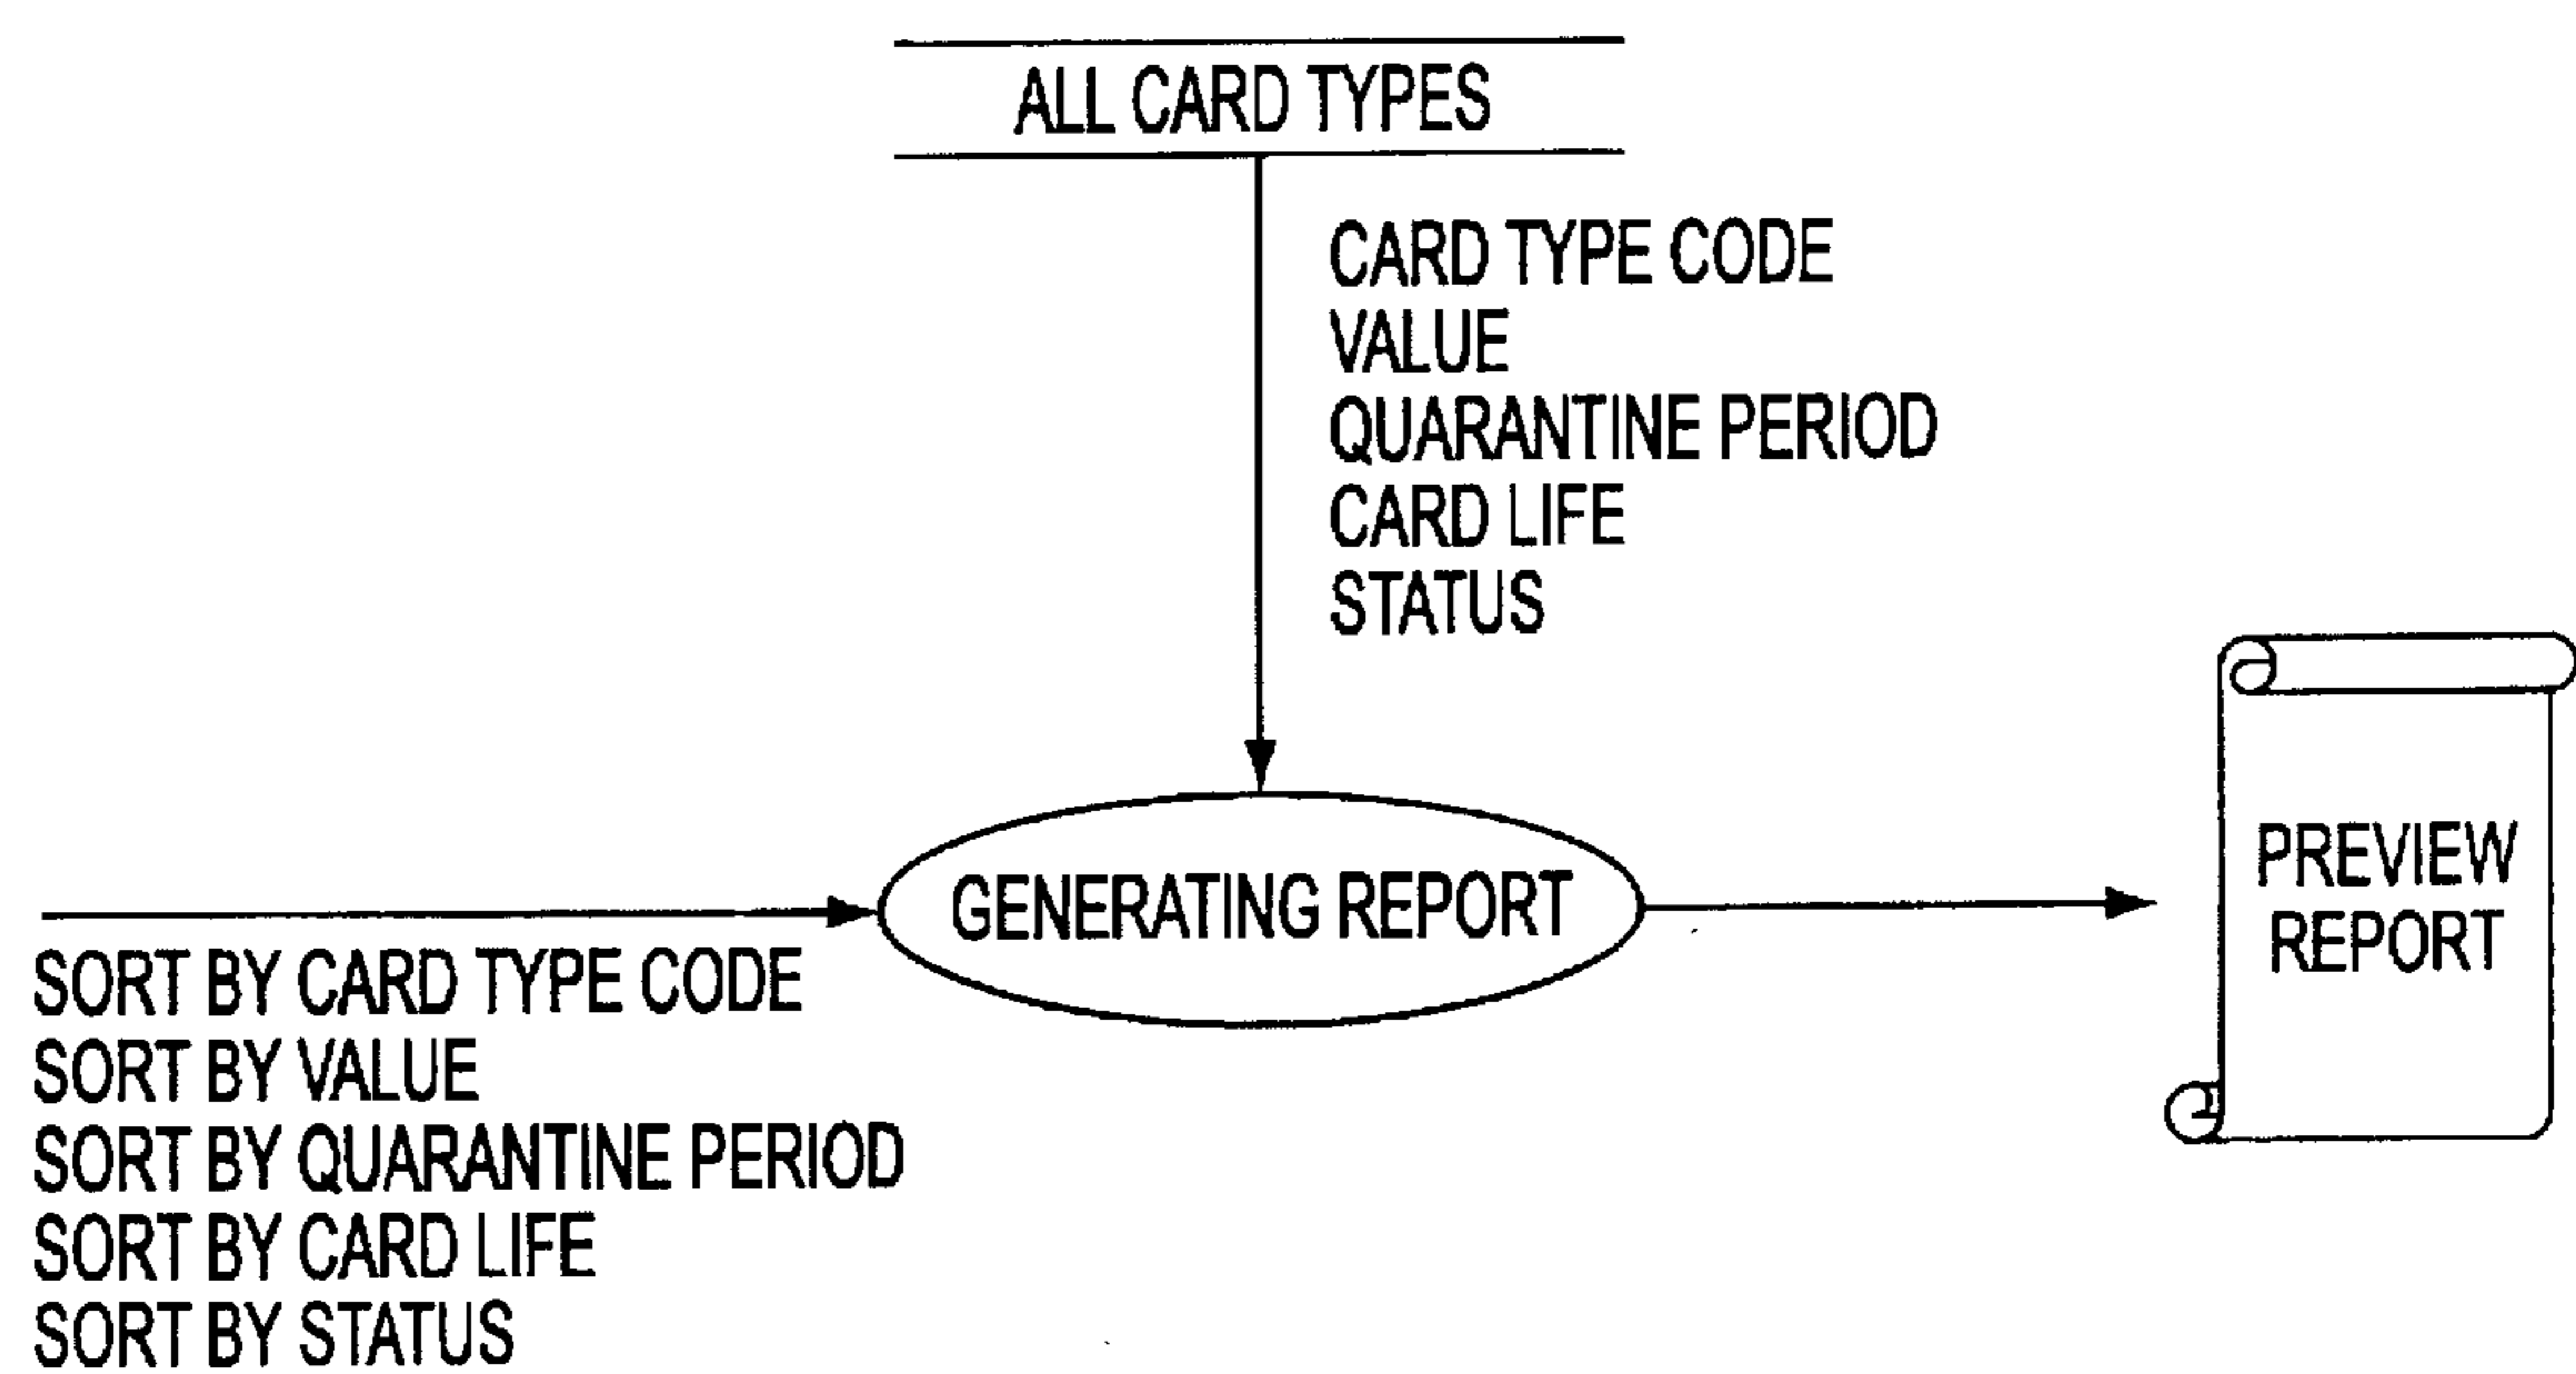 ALL CARD TYPES
CARD TYPE CODE
VALUE
QUARANTINE PERIOD
CARD LIFE
STATUS
GENERATING REPORT
PREVIEW
REPORT
SORT BY CARD TYPE CODE
SORT BY VALUE
SORT BY QUARANTINE PERIOD
SORT BY CARD LIFE
SORT BY STATUS